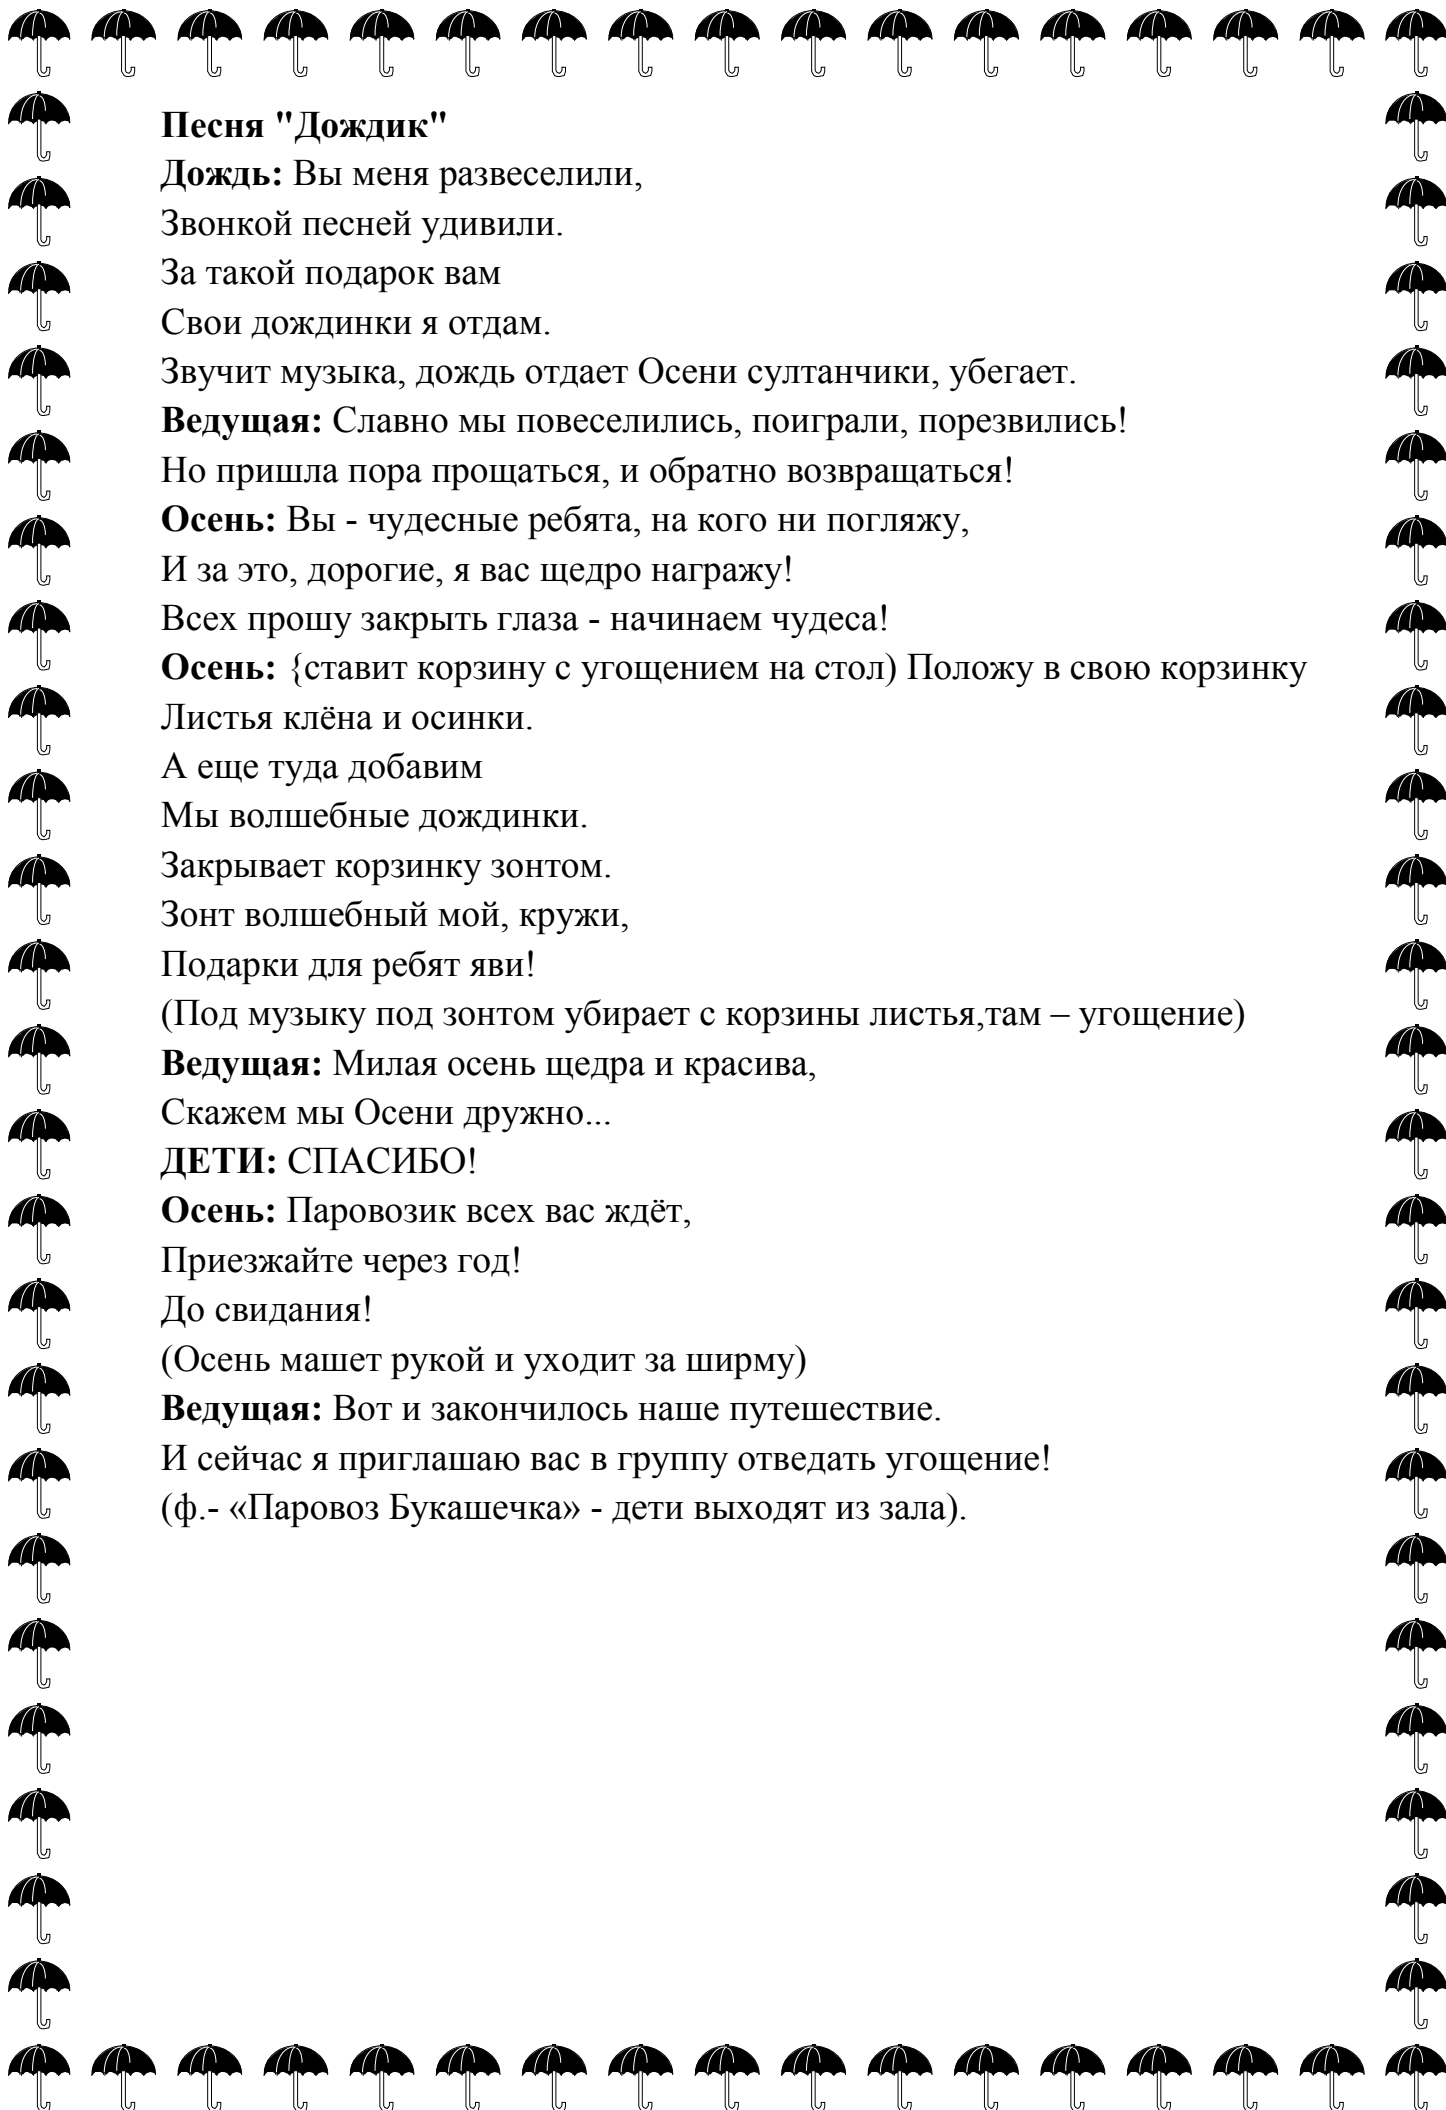 Песня "Дождик"
Дождь: Вы меня развеселили,
Звонкой песней удивили.
За такой подарок вам
Свои дождинки я отдам.
Звучит музыка, дождь отдает Осени султанчики, убегает.
Ведущая: Славно мы повеселились, поиграли, порезвились!
Но пришла пора прощаться, и обратно возвращаться!
Осень: Вы - чудесные ребята, на кого ни погляжу,
И за это, дорогие, я вас щедро награжу!
Всех прошу закрыть глаза - начинаем чудеса!
Осень: {ставит корзину с угощением на стол) Положу в свою корзинку
Листья клёна и осинки.
А еще туда добавим
Мы волшебные дождинки.
Закрывает корзинку зонтом.
Зонт волшебный мой, кружи,
Подарки для ребят яви!
(Под музыку под зонтом убирает с корзины листья,там – угощение)
Ведущая: Милая осень щедра и красива,
Скажем мы Осени дружно...
ДЕТИ: СПАСИБО!
Осень: Паровозик всех вас ждёт,
Приезжайте через год!
До свидания!
(Осень машет рукой и уходит за ширму)
Ведущая: Вот и закончилось наше путешествие.
И сейчас я приглашаю вас в группу отведать угощение!
(ф.- «Паровоз Букашечка» - дети выходят из зала).